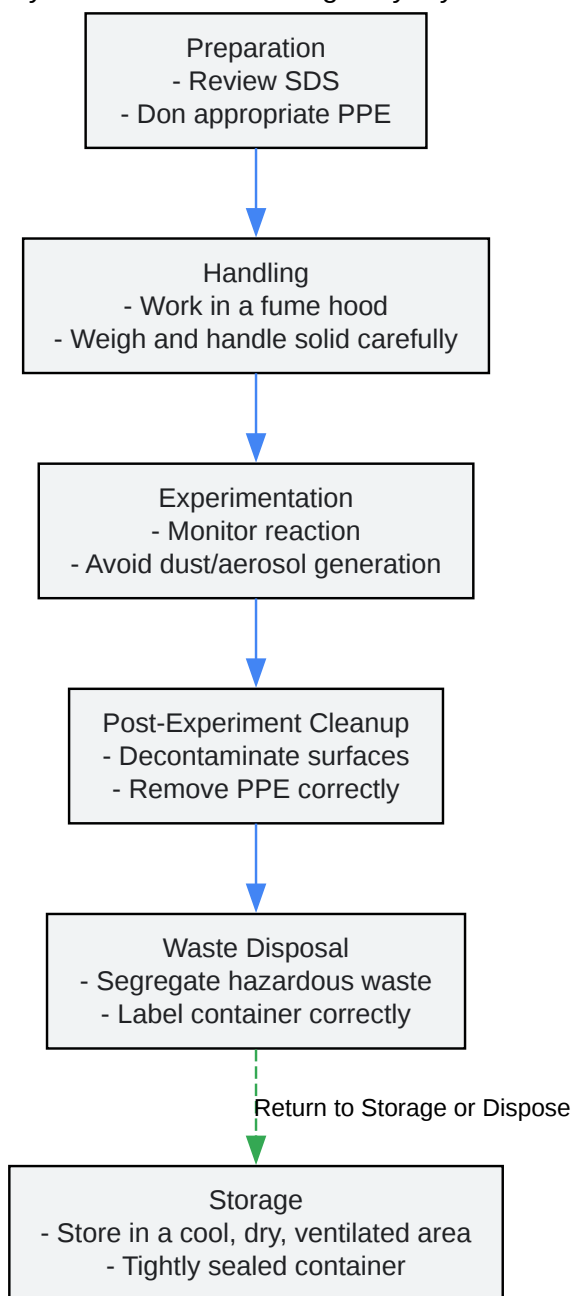 Preparation
- Review SDS
- Don appropriate PPE
Handling
- Work in a fume hood
- Weigh and handle solid carefully
Experimentation
- Monitor reaction
- Avoid dust/aerosol generation
Post-Experiment Cleanup
- Decontaminate surfaces
- Remove PPE correctly
Waste Disposal
- Segregate hazardous waste
- Label container correctly
Return to Storage or Dispose
Storage
- Store in a cool, dry, ventilated area
- Tightly sealed container